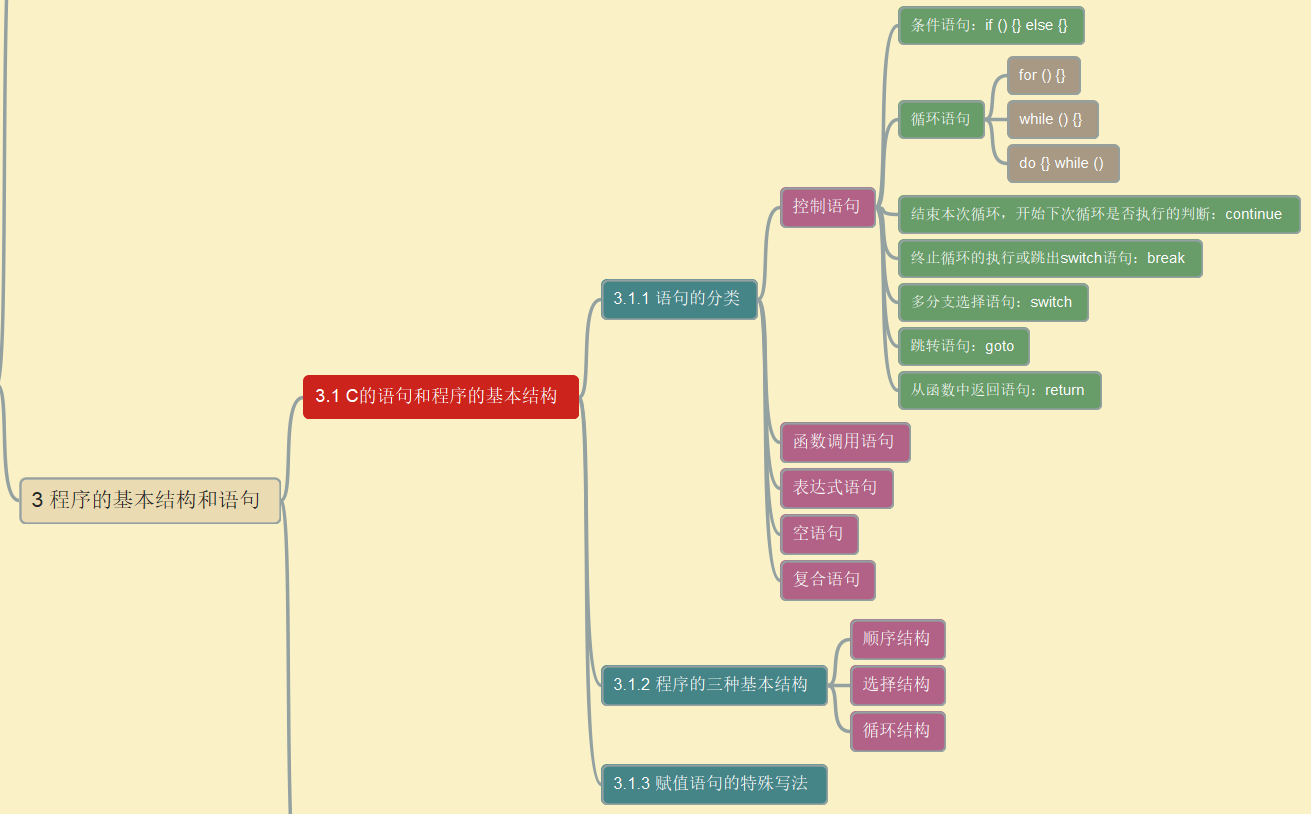 3 程序的基本结构和语句
3.1 C的语句和程序的基本结构
3.1.1 语句的分类
控制语句
条件语句：if () {} else {}
循环语句
for () {}
while () {}
do {} while ()
结束本次循环，开始下次循环是否执行的判断：continue
终止循环的执行或跳出switch语句：break
多分支选择语句：switch
跳转语句：goto
从函数中返回语句：return
函数调用语句
表达式语句
空语句
复合语句
3.1.2 程序的三种基本结构
顺序结构
选择结构
循环结构
3.1.3 赋值语句的特殊写法